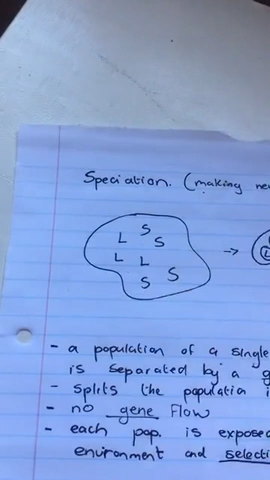 Speciation. (making ne
S
L S
L L S
S
- a population of a single
is separated by a g
- splits the population i
- no gene flow
- each pop. is exposed
environment and selecti